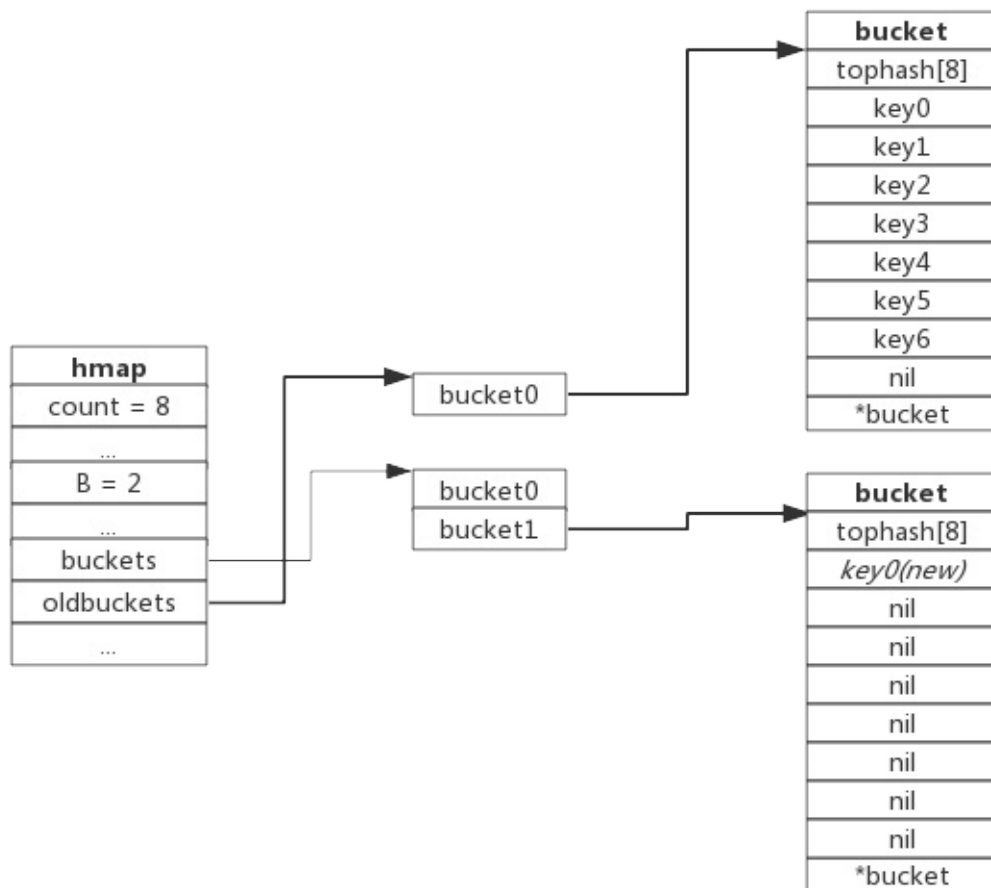 hmap
count = 8
...
B = 2
...
buckets
oldbuckets
...
bucket0
bucket0
bucket1
bucket
tophash[8]
key0
key1
key2
key3
key4
key5
key6
nil
*bucket
bucket
tophash[8]
key0(new)
nil
nil
nil
nil
nil
nil
nil
*bucket